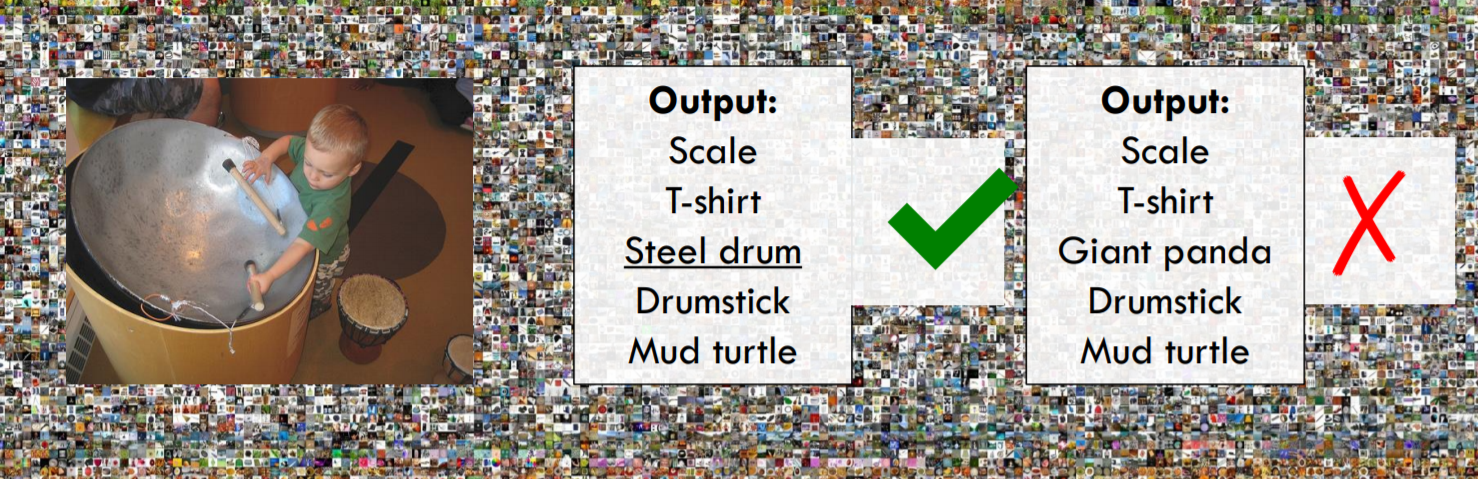 Output:
Scale
T-shirt
Steel drum
Drumstick
Mud turtle
Output:
Scale
T-shirt
Giant panda
Drumstick
Mud turtle